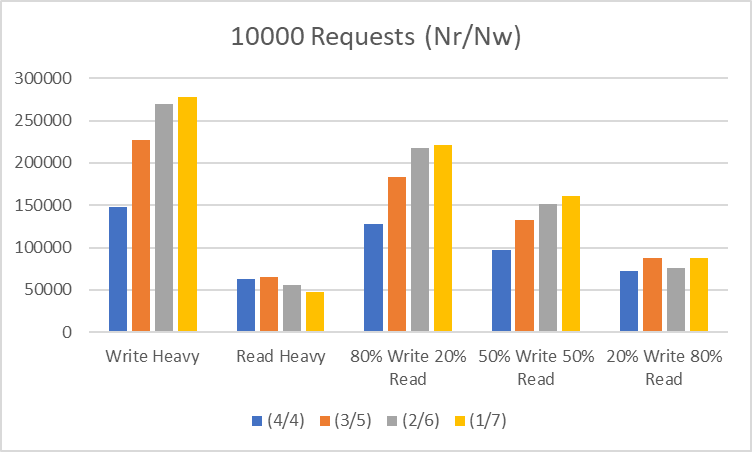 10000 Requests (Nr/Nw)
300000
250000
200000
150000
100000
50000
0
Write Heavy
Read Heavy
80% Write 20%
Read
50% Write 50%
Read
20% Write 80%
Read
(4/4)
(3/5)
(2/6)
(1/7)